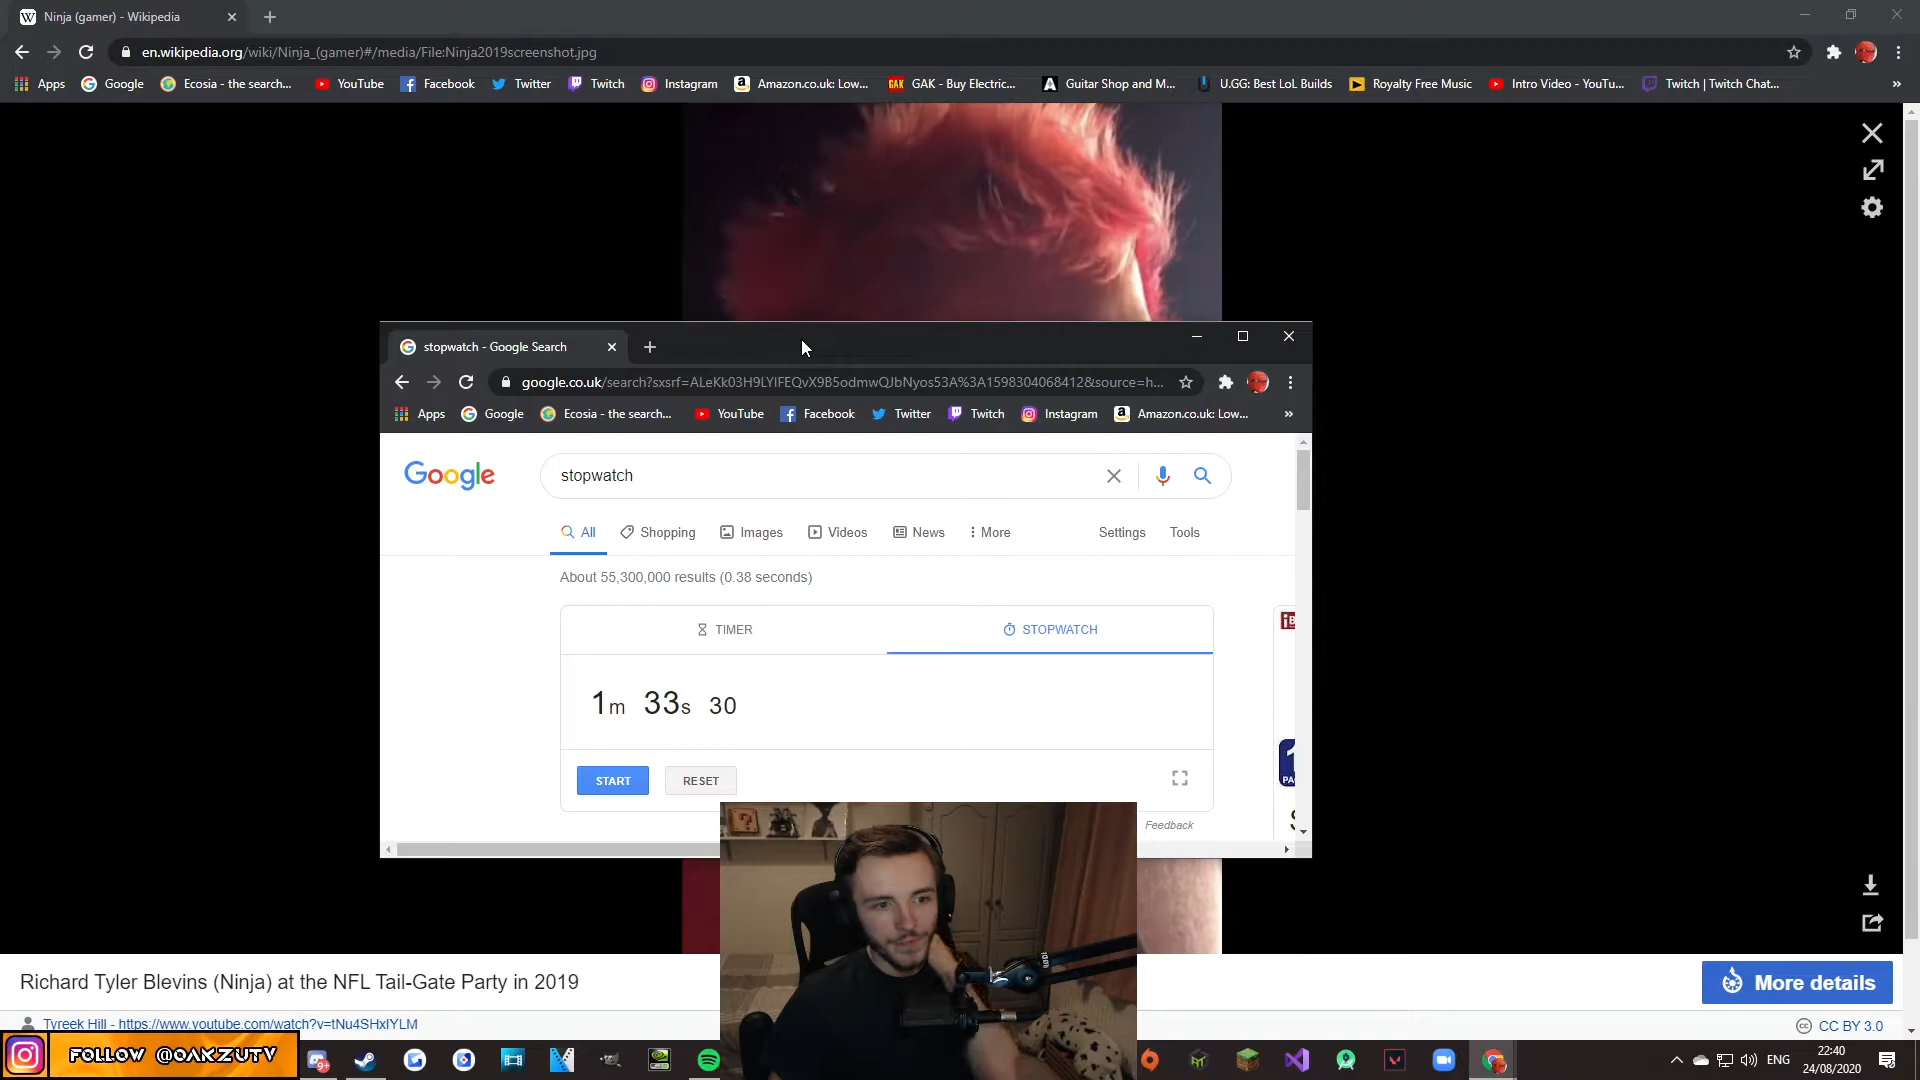 Ninja (gamer) - Wikipedia
en.wikipedia.org/wiki/Ninja_(gamer)#/media/File:Ninja2019screenshot.jpg
Apps Google Ecosia - the search... YouTube Facebook Twitter Twitch Instagram Amazon.co.uk: Low... GAK GAK - Buy Electric... Guitar Shop and M... U.GG: Best LoL Builds Royalty Free Music Intro Video - YouTu... Twitch | Twitch Chat... »
stopwatch - Google Search
google.co.uk/search?sxsrf=ALeKk03H9LYlFEQvX9B5odmwQJbNyos53A%3A1598304068412&source=h...
Apps Google Ecosia - the search... YouTube Facebook Twitter Twitch Instagram Amazon.co.uk: Low... »
Google stopwatch
All Shopping Images Videos News More Settings Tools
About 55,300,000 results (0.38 seconds)
TIMER STOPWATCH
1m 33s 30
START RESET
Feedback
Richard Tyler Blevins (Ninja) at the NFL Tail-Gate Party in 2019
More details
Tyreek Hill - https://www.youtube.com/watch?v=tNu4SHxIYLM
CC BY 3.0
FOLLOW @OAKZUTV
ENG 22:40
24/08/2020